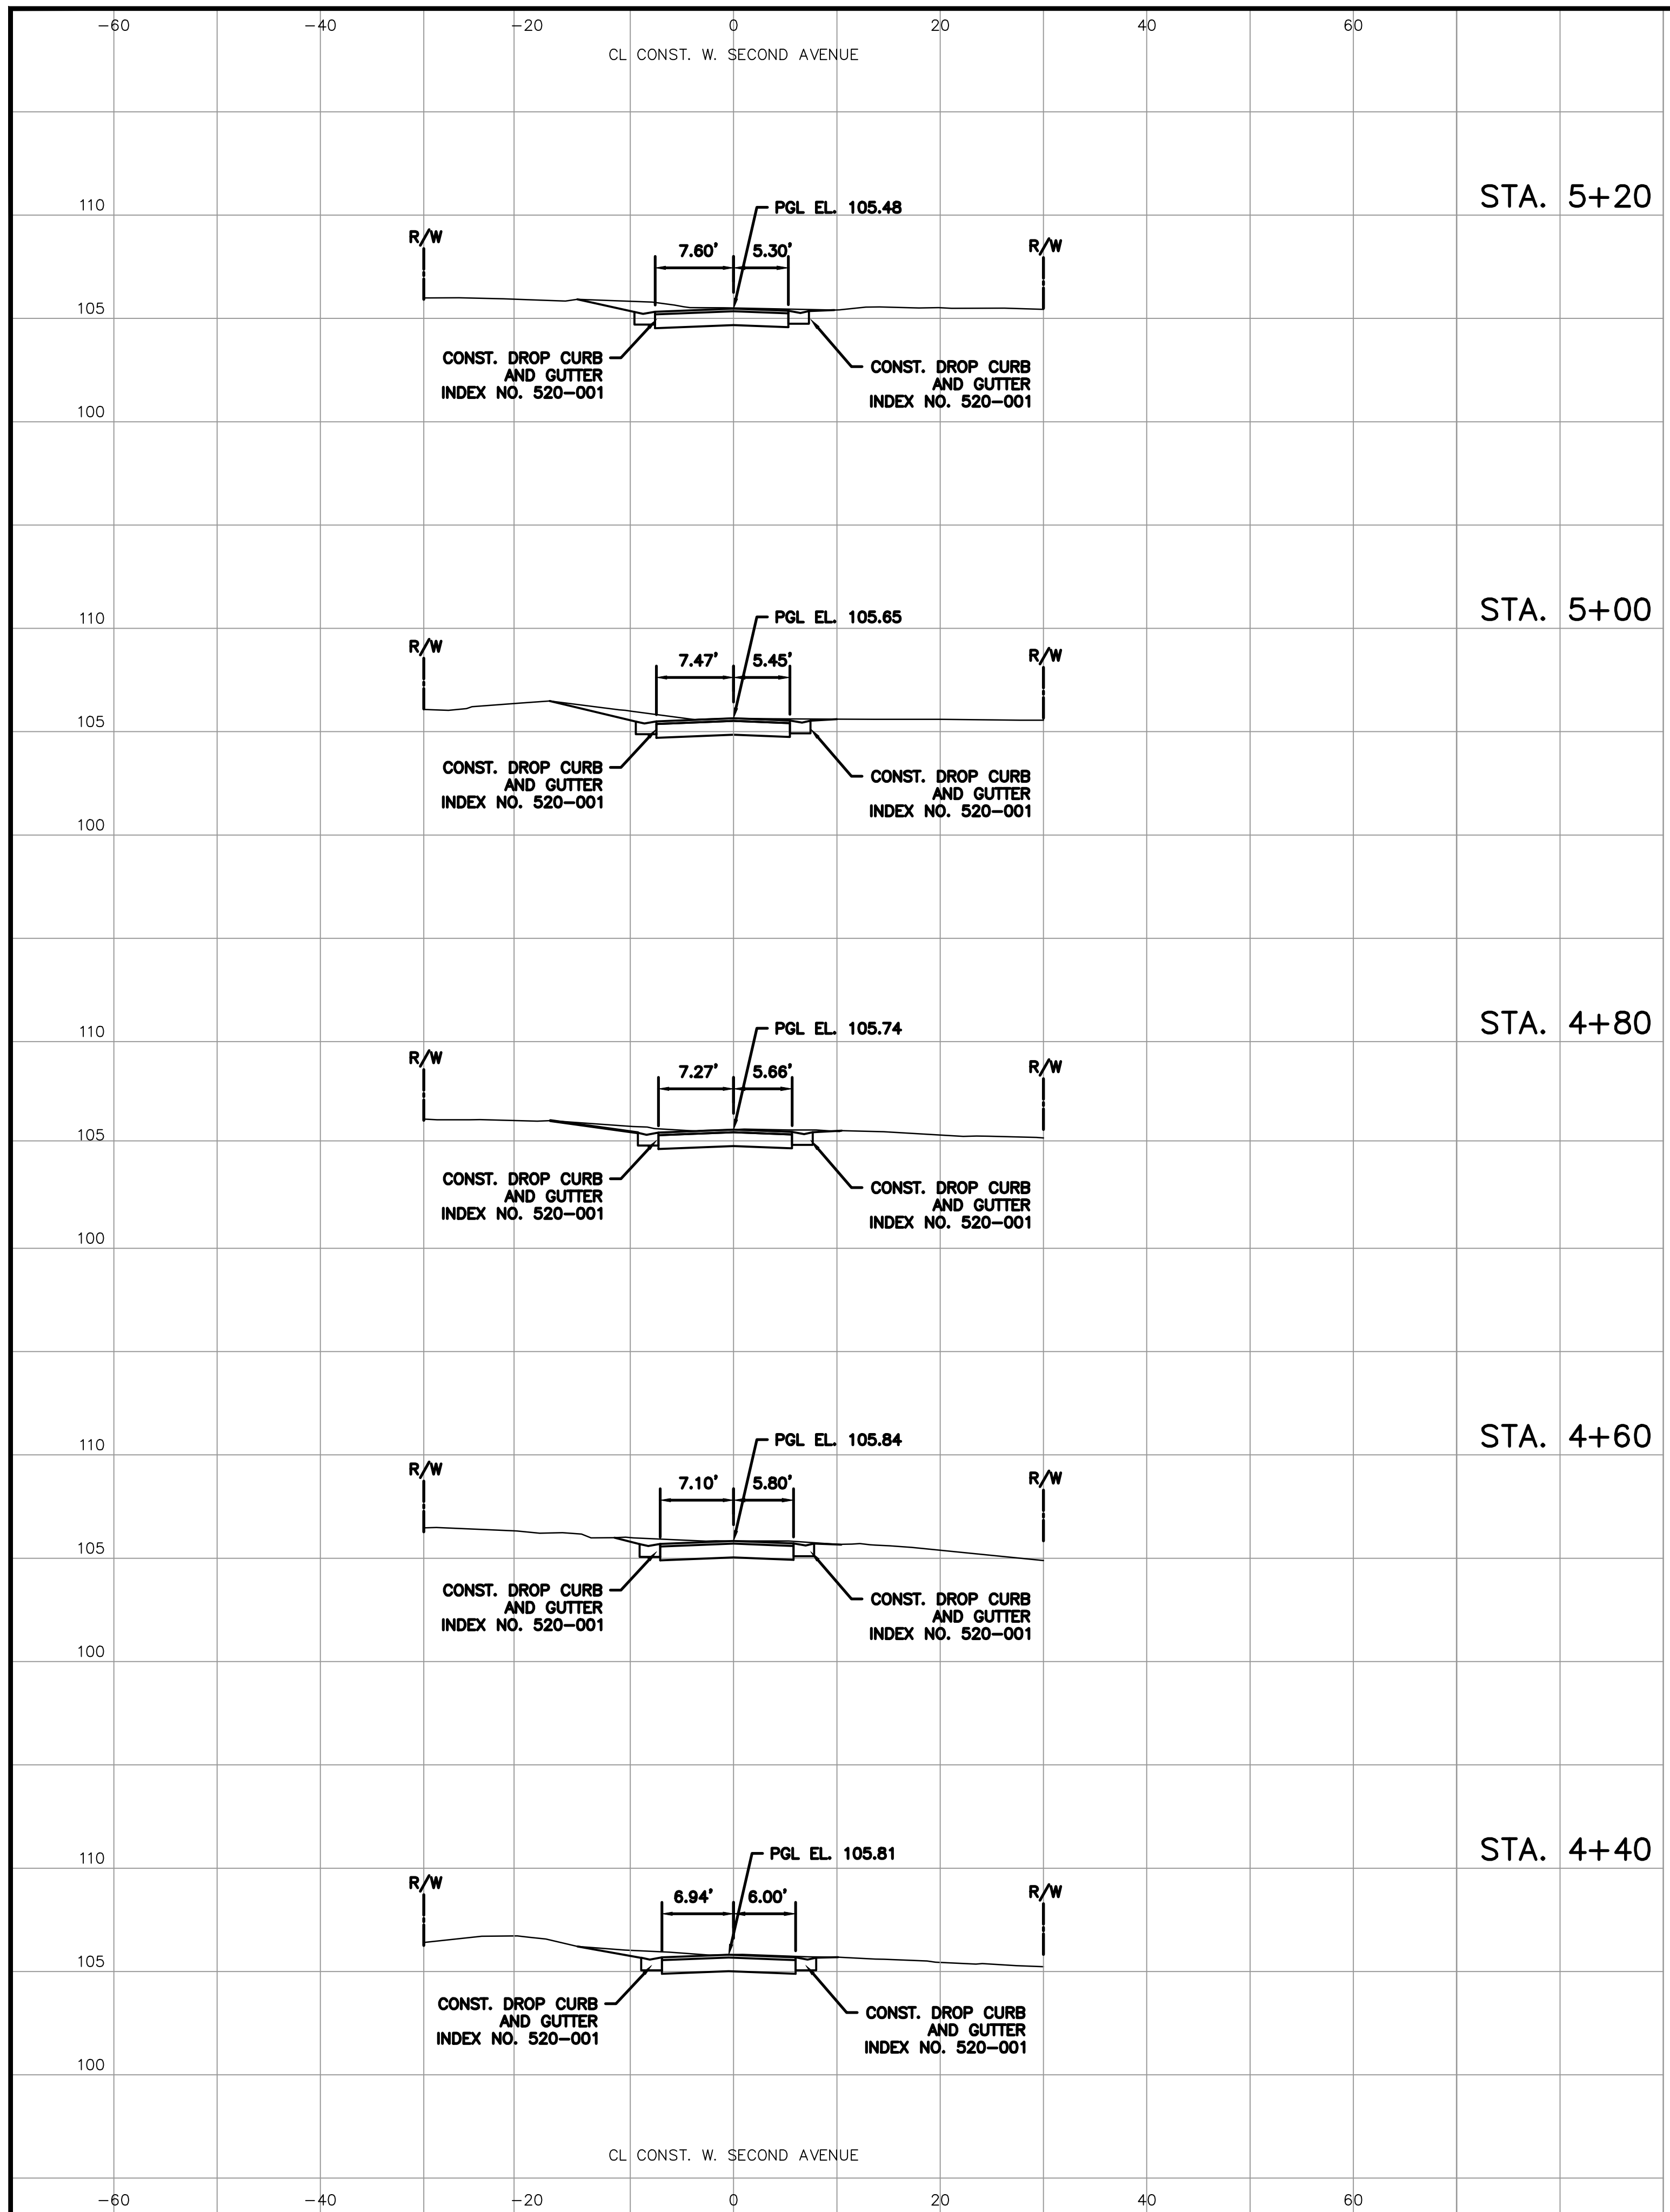 -60 -40 -20 0 20 40 60
CL CONST. W. SECOND AVENUE
STA. 5+20
110
PGL EL. 105.48
R/W R/W
7.60' 5.30'
105
CONST. DROP CURB
AND GUTTER
INDEX NO. 520-001
CONST. DROP CURB
AND GUTTER
INDEX NO. 520-001
100
STA. 5+00
110
PGL EL. 105.65
R/W R/W
7.47' 5.45'
105
CONST. DROP CURB
AND GUTTER
INDEX NO. 520-001
CONST. DROP CURB
AND GUTTER
INDEX NO. 520-001
100
STA. 4+80
110
PGL EL. 105.74
R/W R/W
7.27' 5.66'
105
CONST. DROP CURB
AND GUTTER
INDEX NO. 520-001
CONST. DROP CURB
AND GUTTER
INDEX NO. 520-001
100
STA. 4+60
110
PGL EL. 105.84
R/W R/W
7.10' 5.80'
105
CONST. DROP CURB
AND GUTTER
INDEX NO. 520-001
CONST. DROP CURB
AND GUTTER
INDEX NO. 520-001
100
STA. 4+40
110
PGL EL. 105.81
R/W R/W
6.94' 6.00'
105
CONST. DROP CURB
AND GUTTER
INDEX NO. 520-001
CONST. DROP CURB
AND GUTTER
INDEX NO. 520-001
100
CL CONST. W. SECOND AVENUE
-60 -40 -20 0 20 40 60